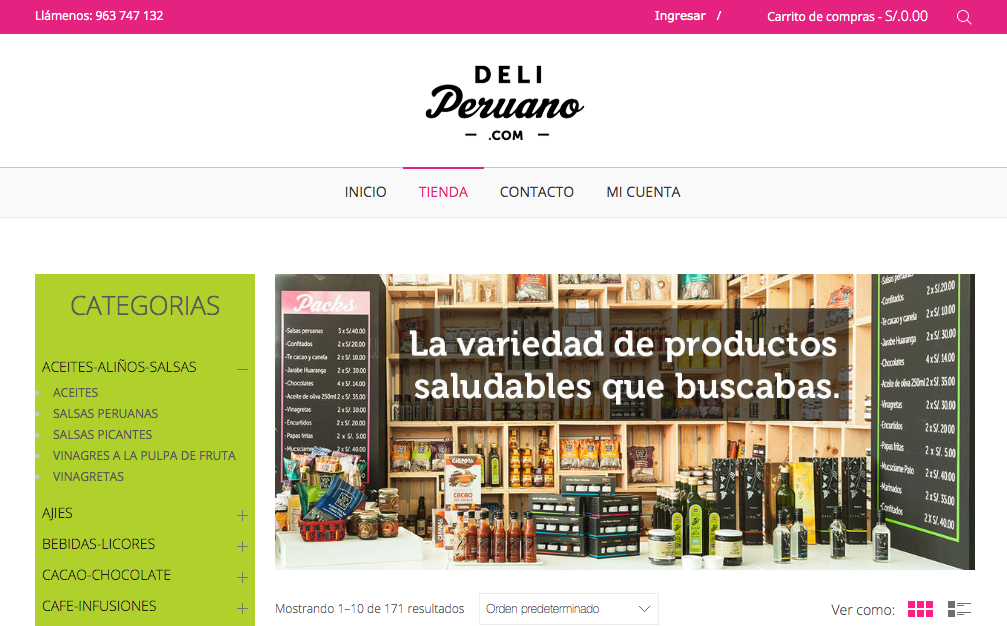 Llámenos: 963 747 132
Ingresar /
Carrito de compras - S/.0.00
DELI
Peruano
.COM
INICIO
TIENDA
CONTACTO
MI CUENTA
CATEGORIAS
ACEITES-ALIÑOS-SALSAS
ACEITES
SALSAS PERUANAS
SALSAS PICANTES
VINAGRES A LA PULPA DE FRUTA
VINAGRETAS
AJIES
BEBIDAS-LICORES
CACAO-CHOCOLATE
CAFE-INFUSIONES
Packs
-Salsas peruanas 3 x S/.40.00
-Confitados 2 x S/.20.00
-Te cacao y canela 2 x S/. 10.00
-Jarabe Huaranga 2 x S/. 30.00
-Chocolates 4 x S/. 14.00
-Aceite de oliva 250ml 2 x S/. 35.00
-Vinagretas 2 x S/. 30.00
-Encurtidos 2 x S/. 20.00
-Papas fritas 2 x S/. 5.00
2 x S/. 40.00
La variedad de productos
saludables que buscabas.
-Salsas peruanas 2 x S/.20.00
-Confitados 2 x S/. 10.00
-Te cacao y canela 2 x S/. 30.00
-Jarabe Huaranga 4 x S/. 14.00
-Chocolates 2 x S/. 35.00
-Aceite de oliva 250ml 2 x S/. 30.00
-Vinagretas 2 x S/. 20.00
-Encurtidos 2 x S/. 5.00
-Papas fritas 2 x S/. 40.00
2 x S/. 35.00
-Marinados 2 X S/. 40.00
-Confitados
CACAO
Mostrando 1–10 de 171 resultados
Orden predeterminado
Ver como: